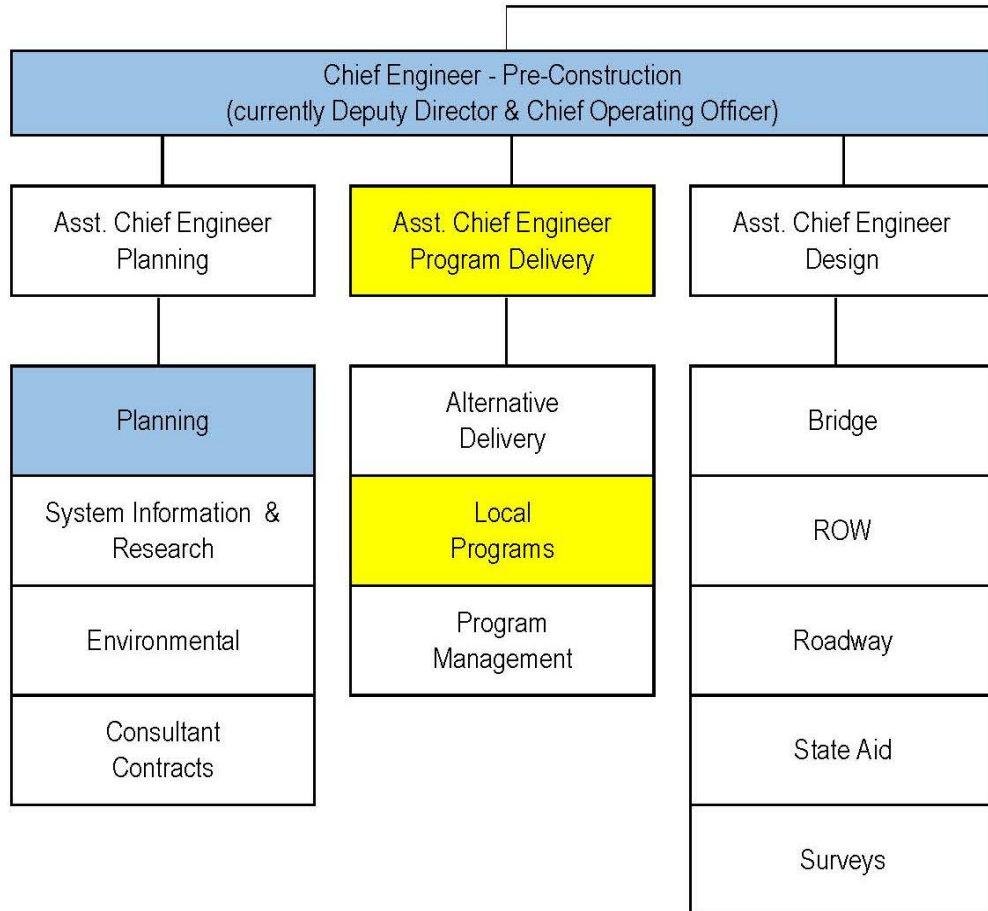 Chief Engineer - Pre-Construction
(currently Deputy Director & Chief Operating Officer)
Asst. Chief Engineer
Planning
Asst. Chief Engineer
Program Delivery
Asst. Chief Engineer
Design
Planning
System Information &
Research
Environmental
Consultant
Contracts
Alternative
Delivery
Local
Programs
Program
Management
Bridge
ROW
Roadway
State Aid
Surveys